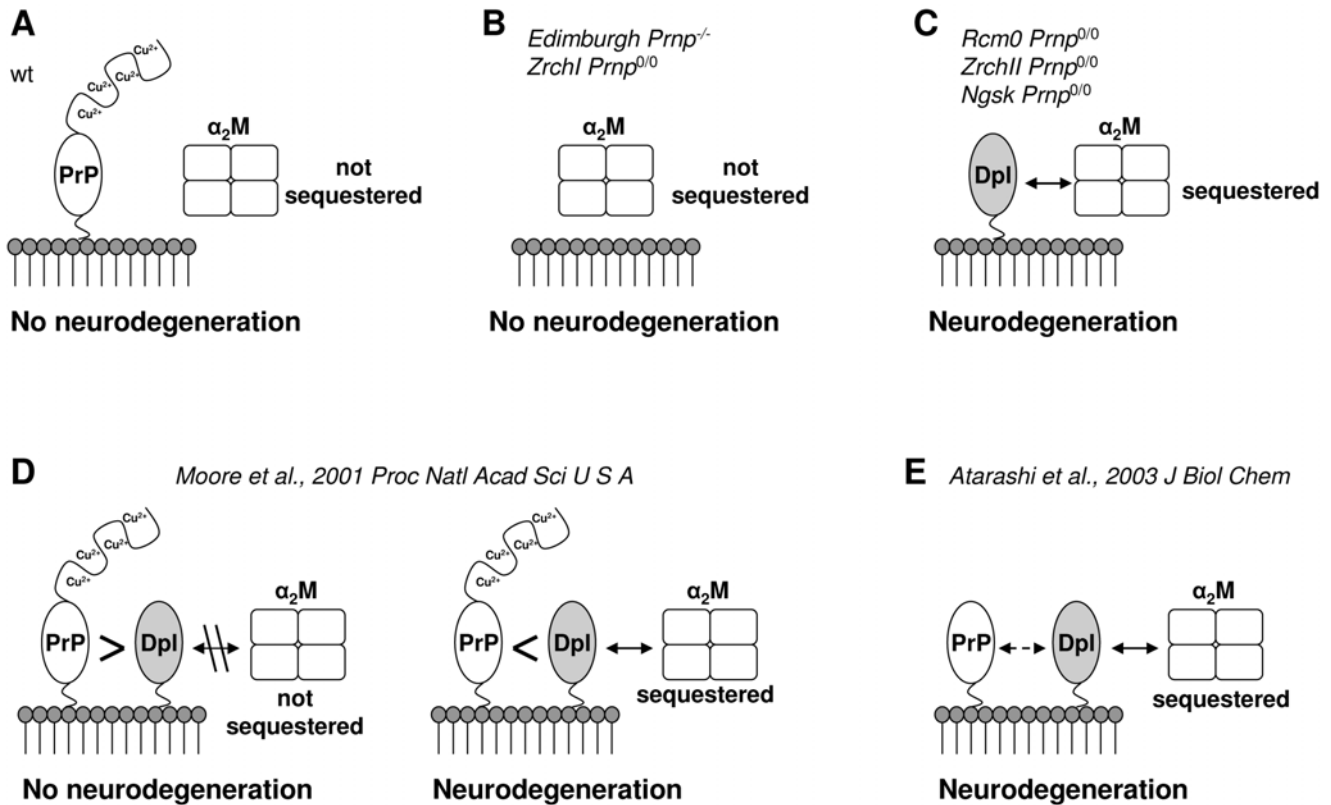 A
wt
Cu²⁺
Cu²⁺
Cu²⁺
Cu²⁺
PrP
α₂M
not
sequestered
No neurodegeneration
B
Edimburgh Prnp⁻/⁻
ZrchI Prnp⁰/⁰
α₂M
not
sequestered
No neurodegeneration
C
Rcm0 Prnp⁰/⁰
ZrchII Prnp⁰/⁰
Ngsk Prnp⁰/⁰
Dpl
α₂M
sequestered
Neurodegeneration
D
Moore et al., 2001 Proc Natl Acad Sci U S A
Cu²⁺
Cu²⁺
Cu²⁺
Cu²⁺
PrP
>
Dpl
α₂M
not
sequestered
No neurodegeneration
Cu²⁺
Cu²⁺
Cu²⁺
Cu²⁺
PrP
<
Dpl
α₂M
sequestered
Neurodegeneration
E
Atarashi et al., 2003 J Biol Chem
PrP
Dpl
α₂M
sequestered
Neurodegeneration